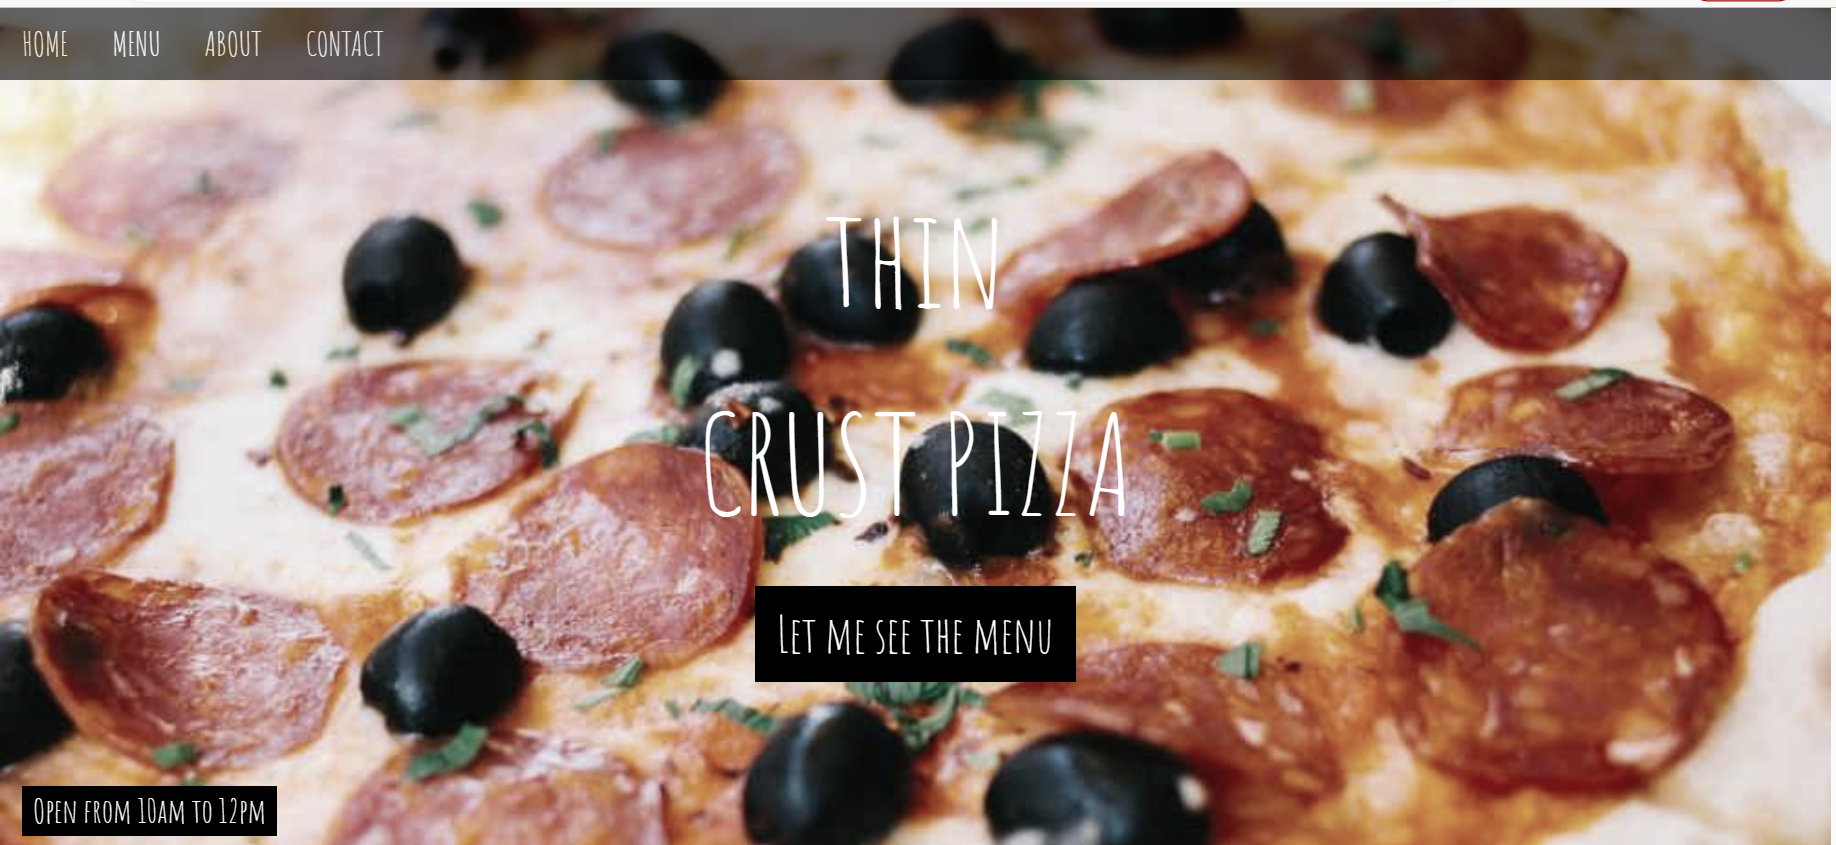 HOME MENU ABOUT CONTACT
THIN
CRUST PIZZA
Let me see the menu
Open from 10am to 12pm